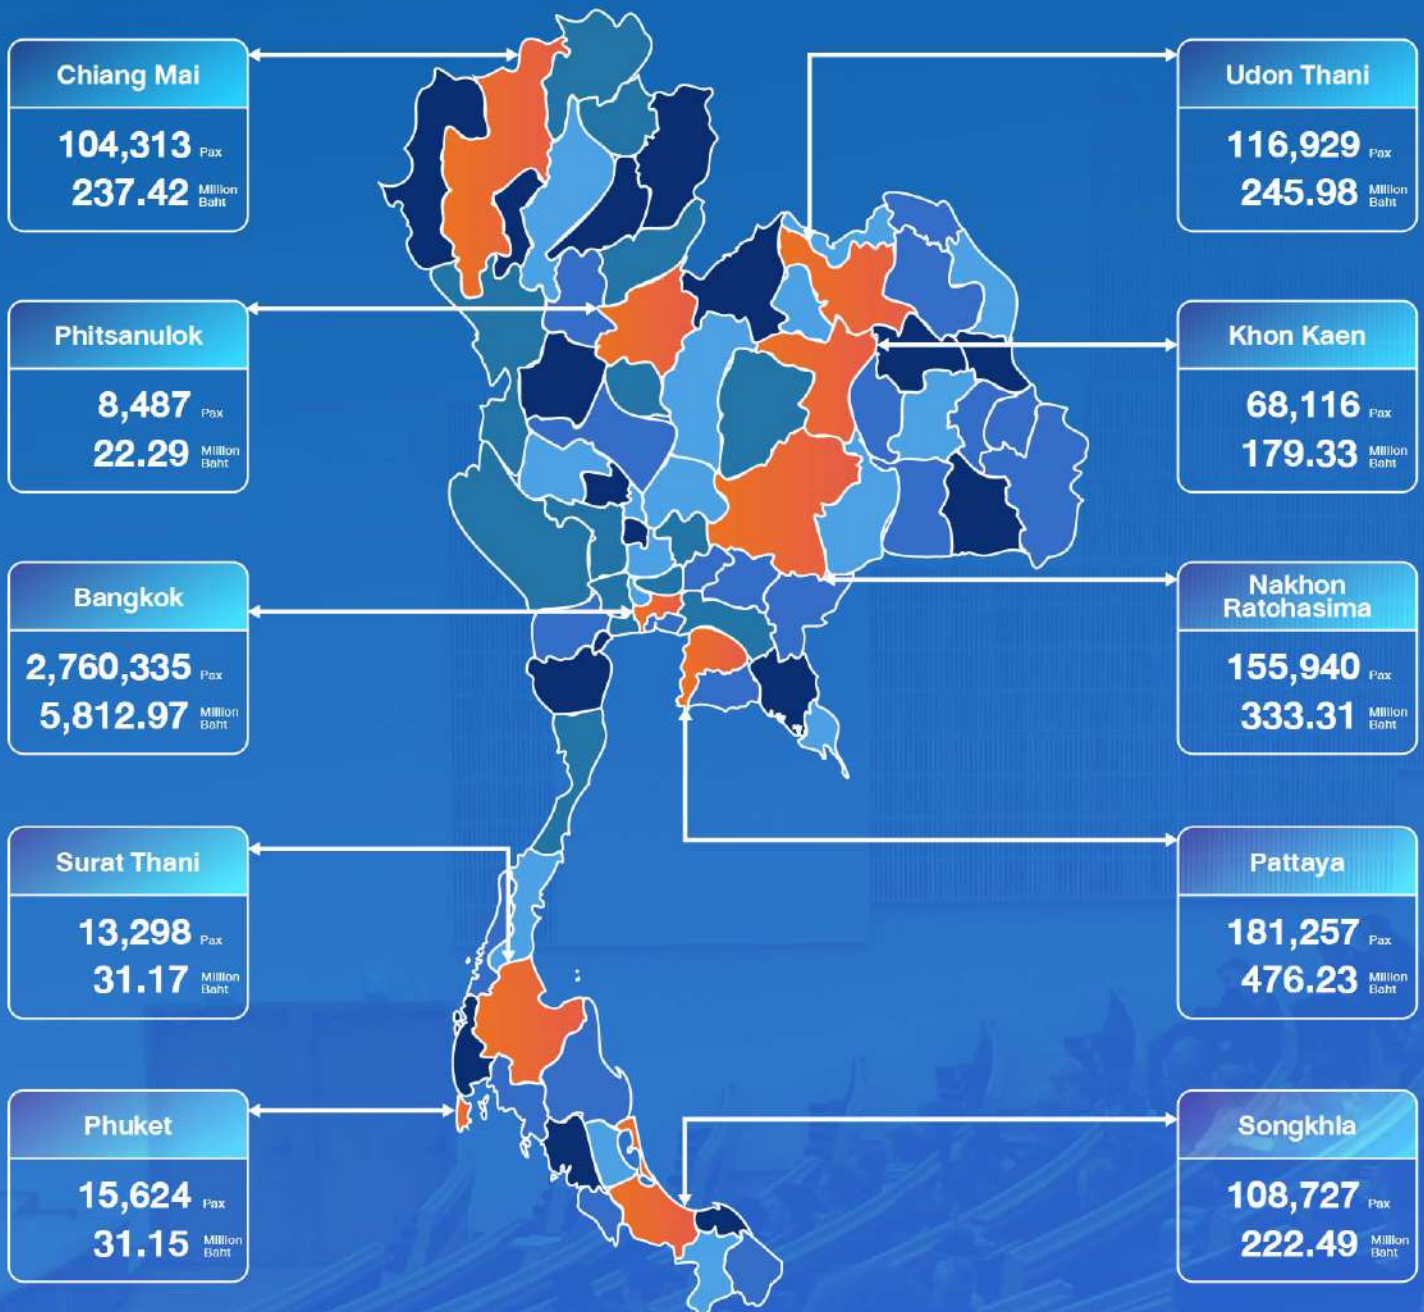 Chiang Mai
104,313 Pax
237.42 Million Baht
Phitsanulok
8,487 Pax
22.29 Million Baht
Bangkok
2,760,335 Pax
5,812.97 Million Baht
Surat Thani
13,298 Pax
31.17 Million Baht
Phuket
15,624 Pax
31.15 Million Baht
Udon Thani
116,929 Pax
245.98 Million Baht
Khon Kaen
68,116 Pax
179.33 Million Baht
Nakhon
Ratohasima
155,940 Pax
333.31 Million Baht
Pattaya
181,257 Pax
476.23 Million Baht
Songkhla
108,727 Pax
222.49 Million Baht